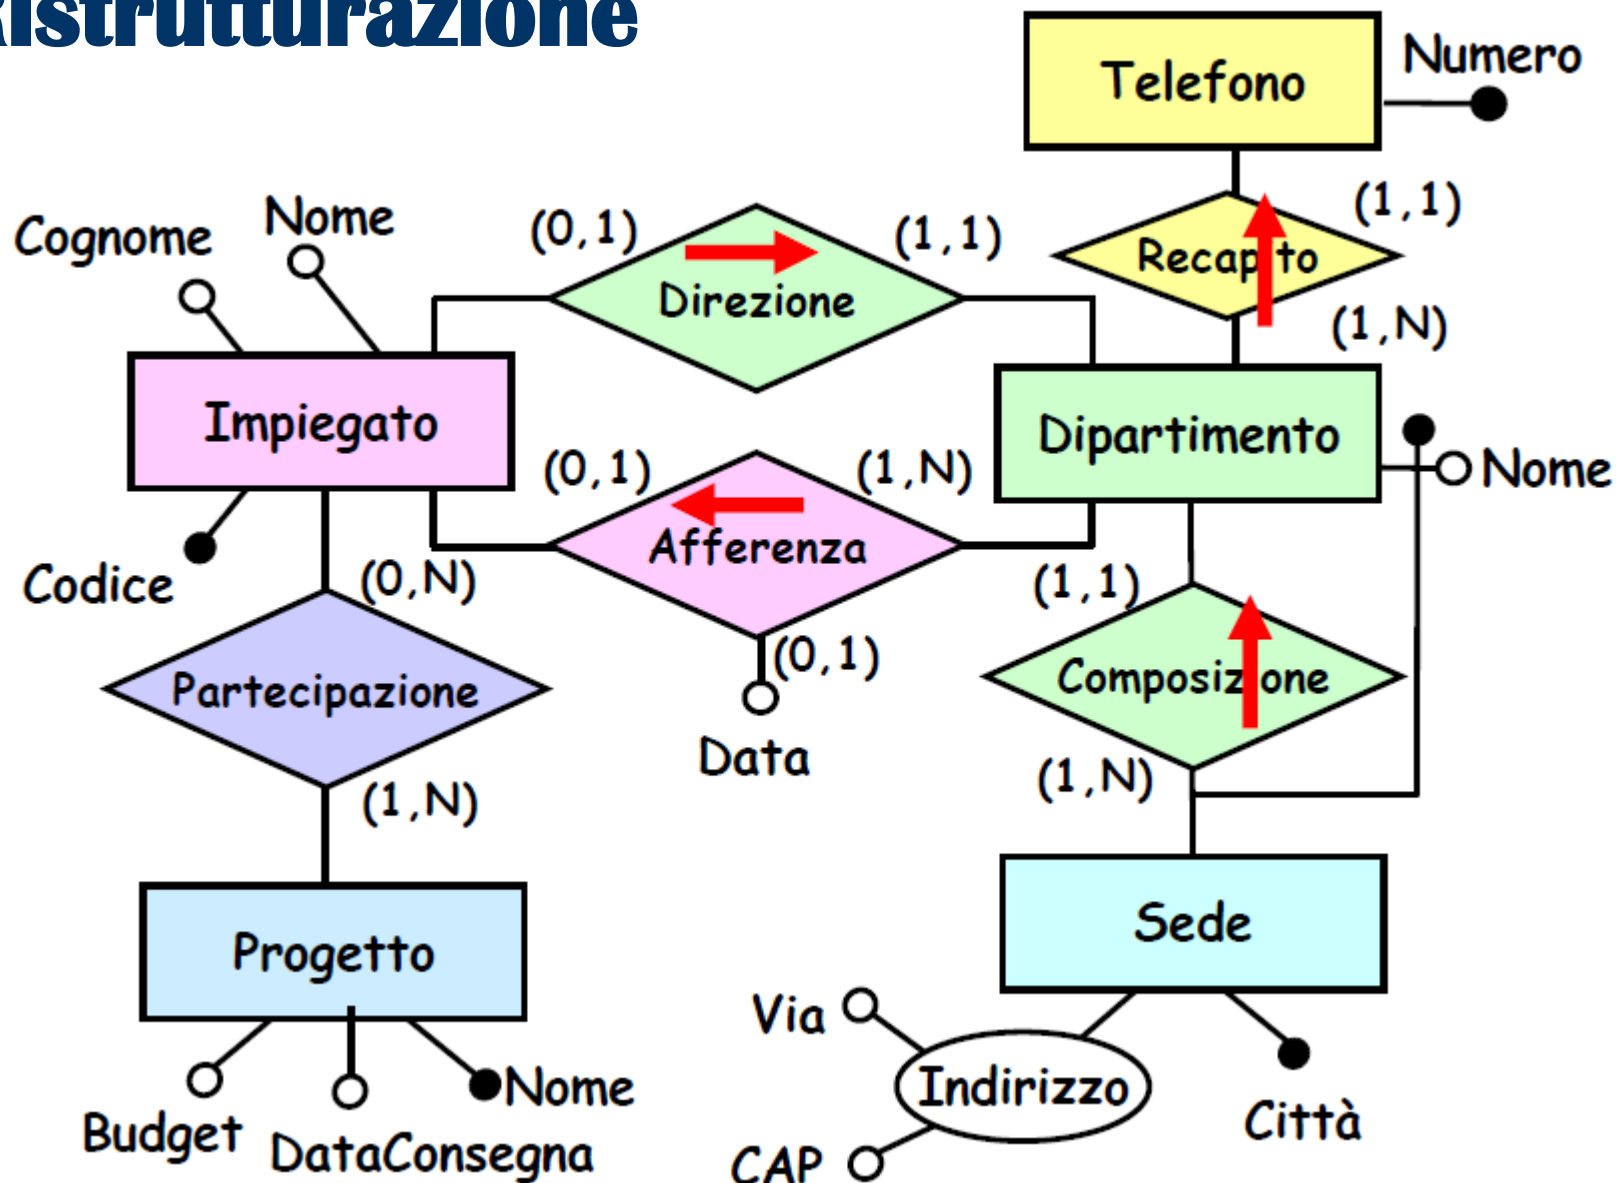 Ristrutturazione
Telefono
Numero
(1,1)
Recapito
(1,N)
Cognome
Nome
(0,1)
(1,1)
Direzione
Impiegato
Dipartimento
Nome
(0,1)
(1,N)
Afferenza
Codice
(0,N)
(1,1)
(0,1)
Partecipazione
Composizione
Data
(1,N)
(1,N)
Progetto
Sede
Via
Indirizzo
Nome
Budget
DataConsegna
CAP
Città